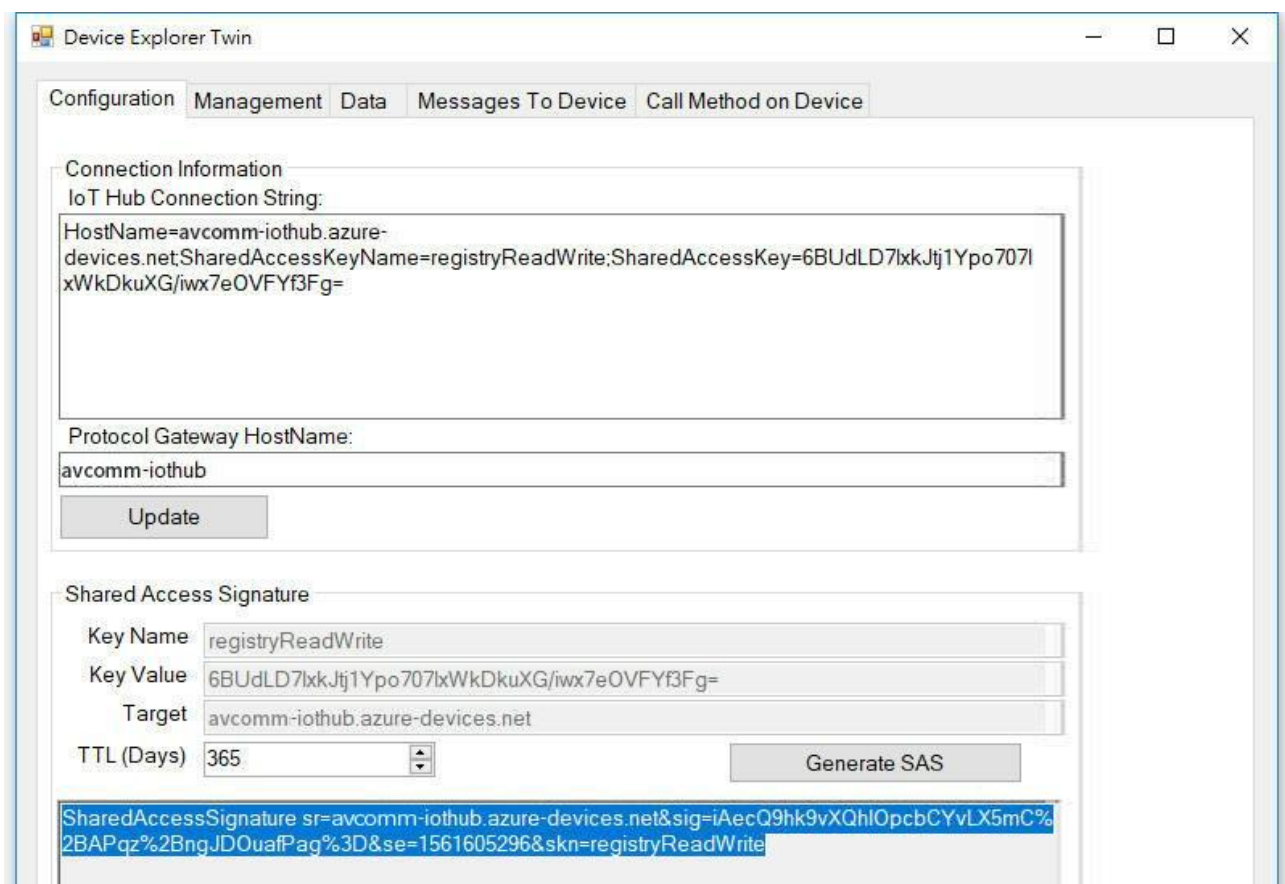 Device Explorer Twin
Configuration Management Data Messages To Device Call Method on Device
Connection Information
IoT Hub Connection String:
HostName=avcomm-iothub.azure-
devices.net;SharedAccessKeyName=registryReadWrite;SharedAccessKey=6BUdLD7lxkJtj1Ypo707l
xWkDkuXG/iwx7eOVFYf3Fg=
Protocol Gateway HostName:
avcomm-iothub
Update
Shared Access Signature
Key Name registryReadWrite
Key Value 6BUdLD7lxkJtj1Ypo707lxWkDkuXG/iwx7eOVFYf3Fg=
Target avcomm-iothub.azure-devices.net
TTL (Days) 365 Generate SAS
SharedAccessSignature sr=avcomm-iothub.azure-devices.net&sig=iAecQ9hk9vXQhlOpcbCYvLX5mC%
2BAPqz%2BngJDOuafPag%3D&se=1561605296&skn=registryReadWrite